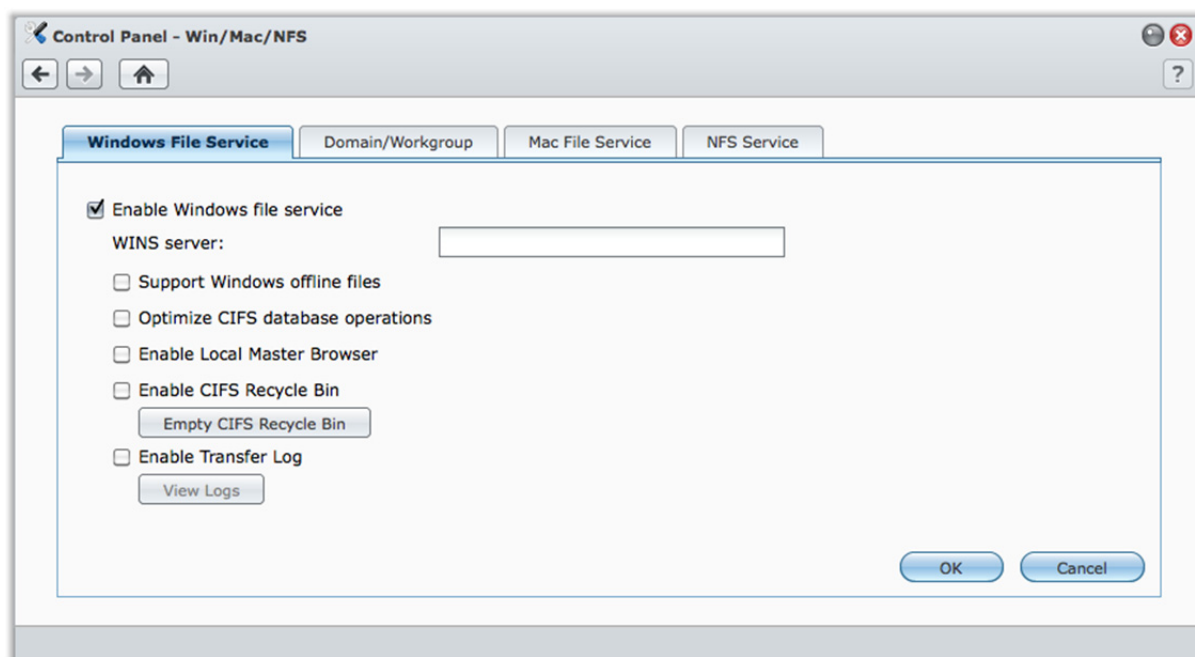 Control Panel - Win/Mac/NFS
?
Windows File Service Domain/Workgroup Mac File Service NFS Service
Enable Windows file service
WINS server:
Support Windows offline files
Optimize CIFS database operations
Enable Local Master Browser
Enable CIFS Recycle Bin
Empty CIFS Recycle Bin
Enable Transfer Log
View Logs
OK Cancel